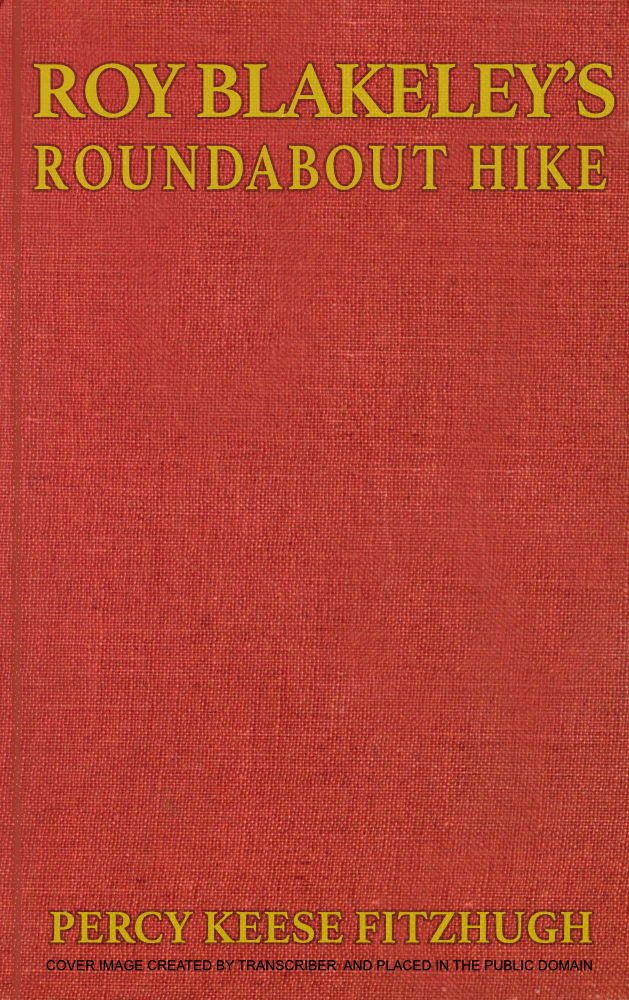 ROY BLAKELEY'S
ROUNDABOUT HIKE
PERCY KEESE FITZHUGH
COVER IMAGE CREATED BY TRANSCRIBER AND PLACED IN THE PUBLIC DOMAIN